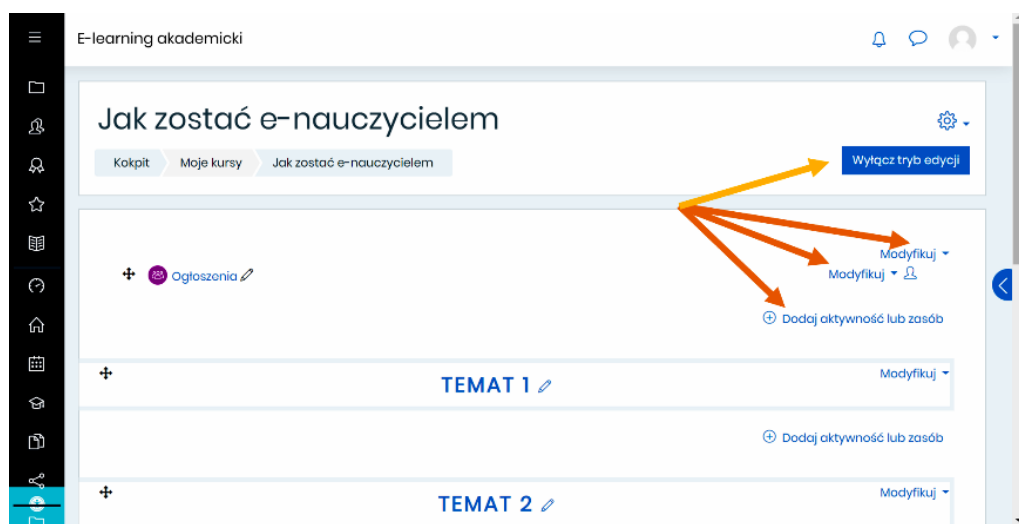 E-learning akademicki
Jak zostać e-nauczycielem
Kokpit Moje kursy Jak zostać e-nauczycielem
Wyłącz tryb edycji
Modyfikuj
Ogłoszenia
Modyfikuj
Dodaj aktywność lub zasób
TEMAT 1
Modyfikuj
Dodaj aktywność lub zasób
TEMAT 2
Modyfikuj